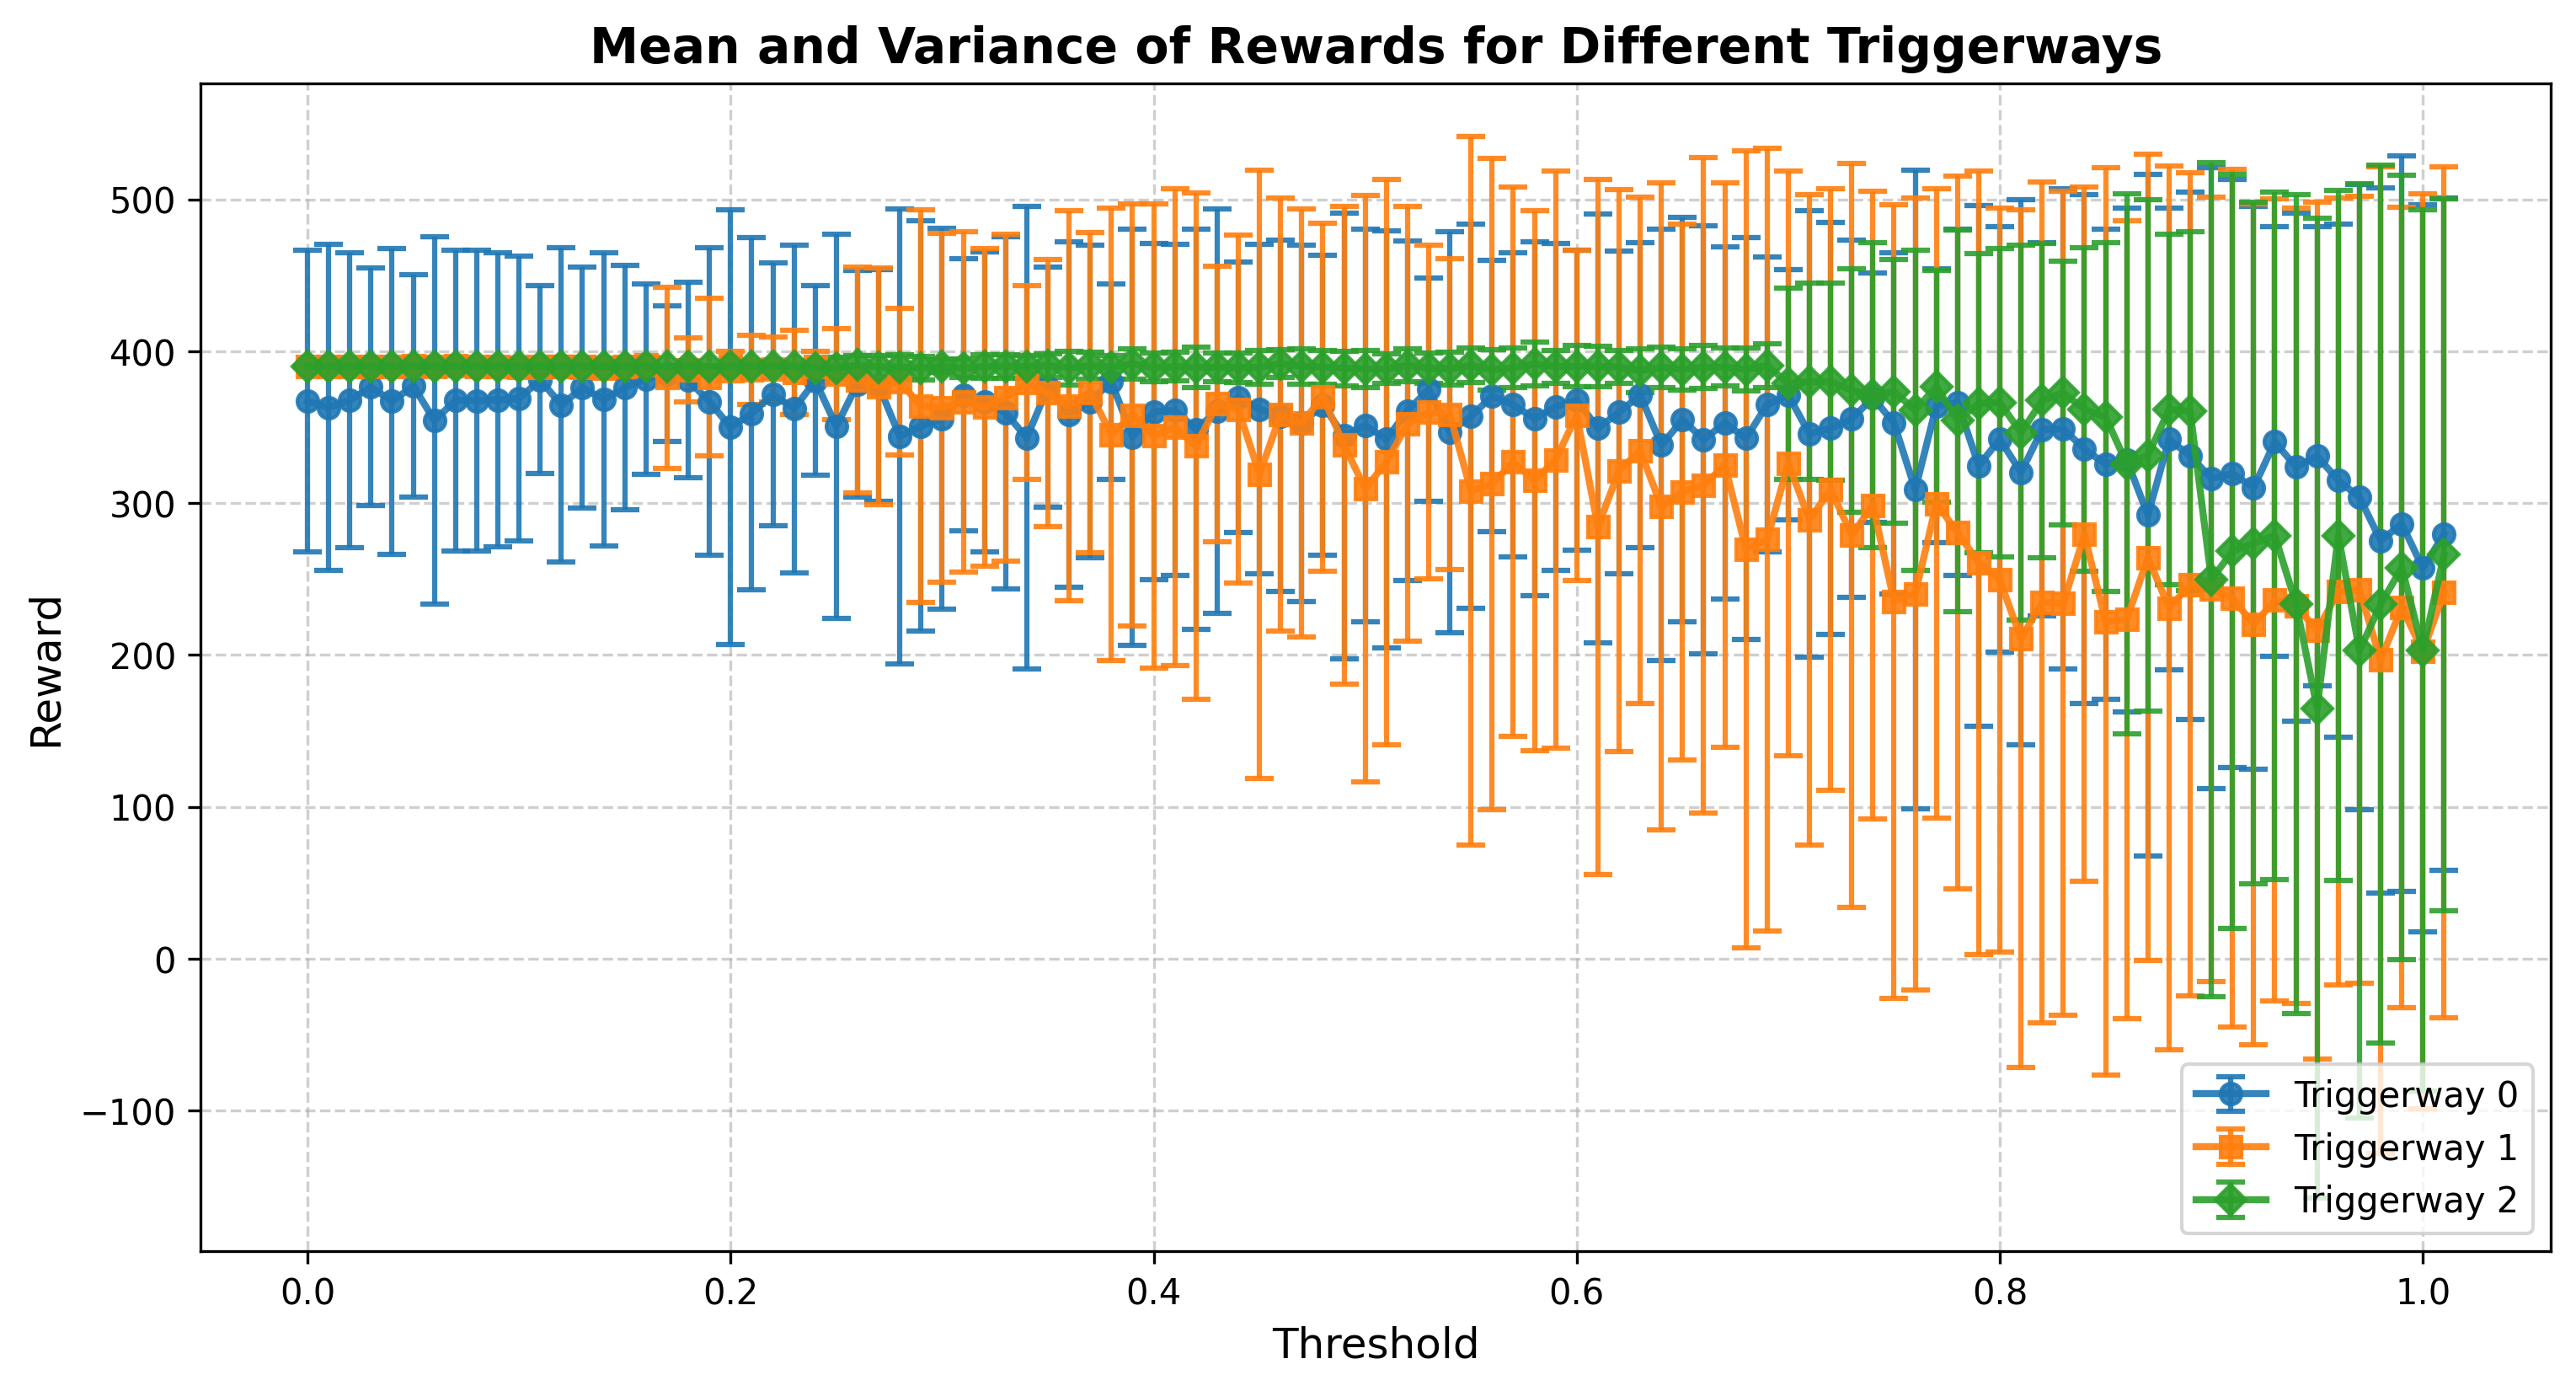 Mean and Variance of Rewards for Different Triggerways
Reward
500
400
300
200
100
0
−100
0.0
0.2
0.4
0.6
0.8
1.0
Threshold
Triggerway 0
Triggerway 1
Triggerway 2